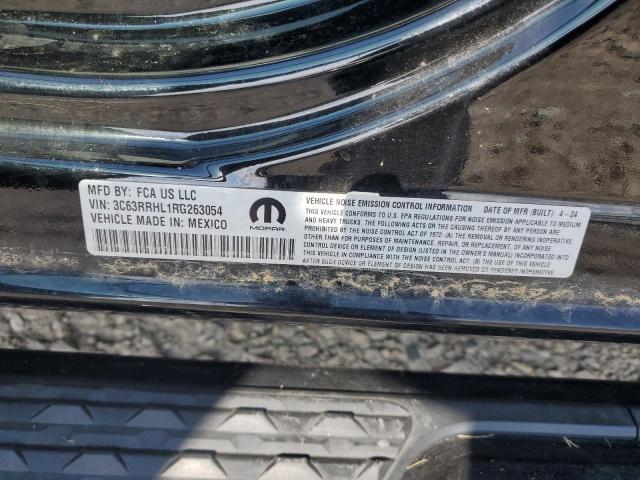 MFD BY: FCA US LLC
VIN: 3C63RRHL1RG263054
VEHICLE MADE IN: MEXICO
MOPAR
VEHICLE NOISE EMISSION CONTROL INFORMATION DATE OF MFR (BUILT): 4-24
THIS VEHICLE CONFORMS TO U.S. EPA REGULATIONS FOR NOISE EMISSION APPLICABLE TO MEDIUM
AND HEAVY TRUCKS. THE FOLLOWING ACTS OR THE CAUSING THEREOF BY ANY PERSON ARE
PROHIBITED BY THE NOISE CONTROL ACT OF 1972: (A) THE REMOVAL OR RENDERING INOPERATIVE,
OTHER THAN FOR PURPOSES OF MAINTENANCE, REPAIR, OR REPLACEMENT, OF ANY NOISE CONTROL
DEVICE OR ELEMENT OF DESIGN (LISTED IN THE OWNER'S MANUAL) INCORPORATED INTO
THIS VEHICLE IN COMPLIANCE WITH THE NOISE CONTROL ACT. (B) THE USE OF THIS VEHICLE
AFTER SUCH DEVICE OR ELEMENT OF DESIGN HAS BEEN REMOVED OR RENDERED INOPERATIVE.